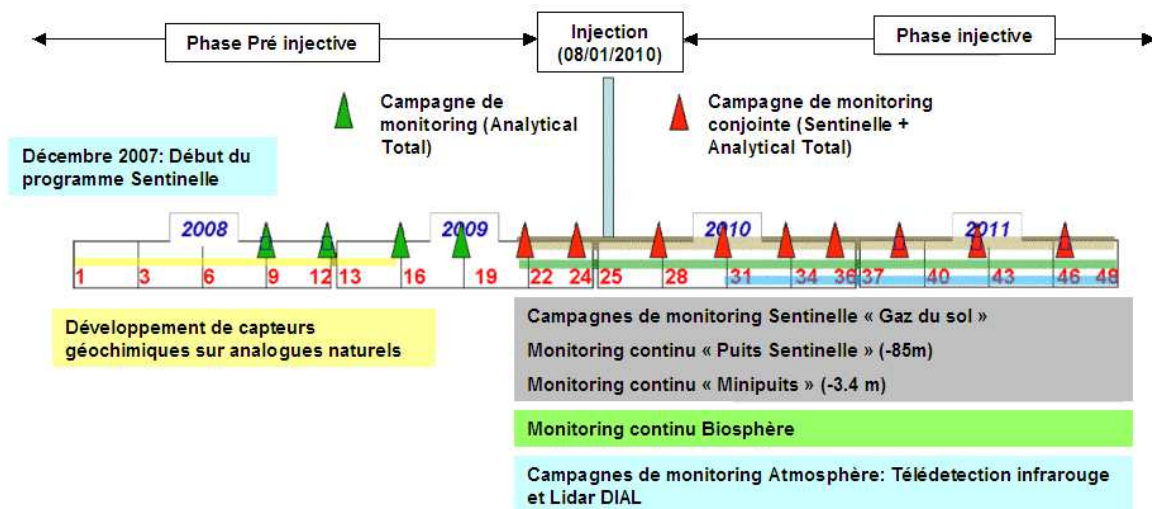 Phase Pré injective
Injection
(08/01/2010)
Phase injective
Campagne de
monitoring (Analytical
Total)
Campagne de monitoring
conjointe (Sentinelle +
Analytical Total)
Décembre 2007: Début du
programme Sentinelle
2008 2009 2010 2011
1 3 6 9 12 13 16 19 22 24 25 28 31 34 36 37 40 43 46 48
Développement de capteurs
géochimiques sur analogues naturels
Campagnes de monitoring Sentinelle « Gaz du sol »
Monitoring continu « Puits Sentinelle » (-85m)
Monitoring continu « Minipuits » (-3.4 m)
Monitoring continu Biosphère
Campagnes de monitoring Atmosphère: Télédetection infrarouge
et Lidar DIAL